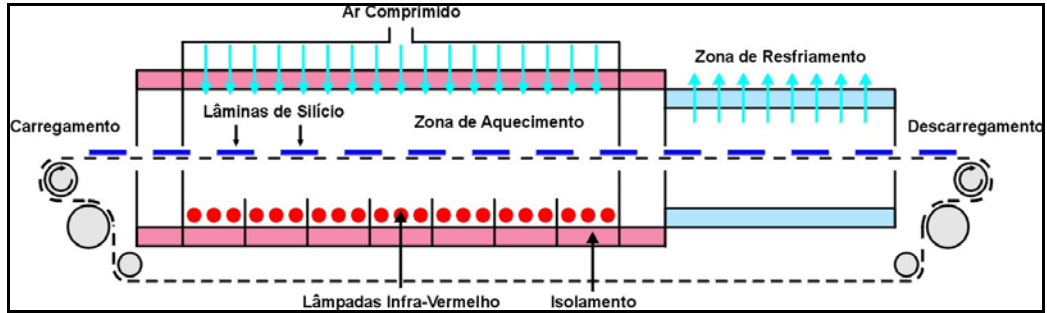 Ar Comprimido
Zona de Resfriamento
Lâminas de Silício
Zona de Aquecimento
Carregamento
Descarregamento
Lâmpadas Infra-Vermelho
Isolamento